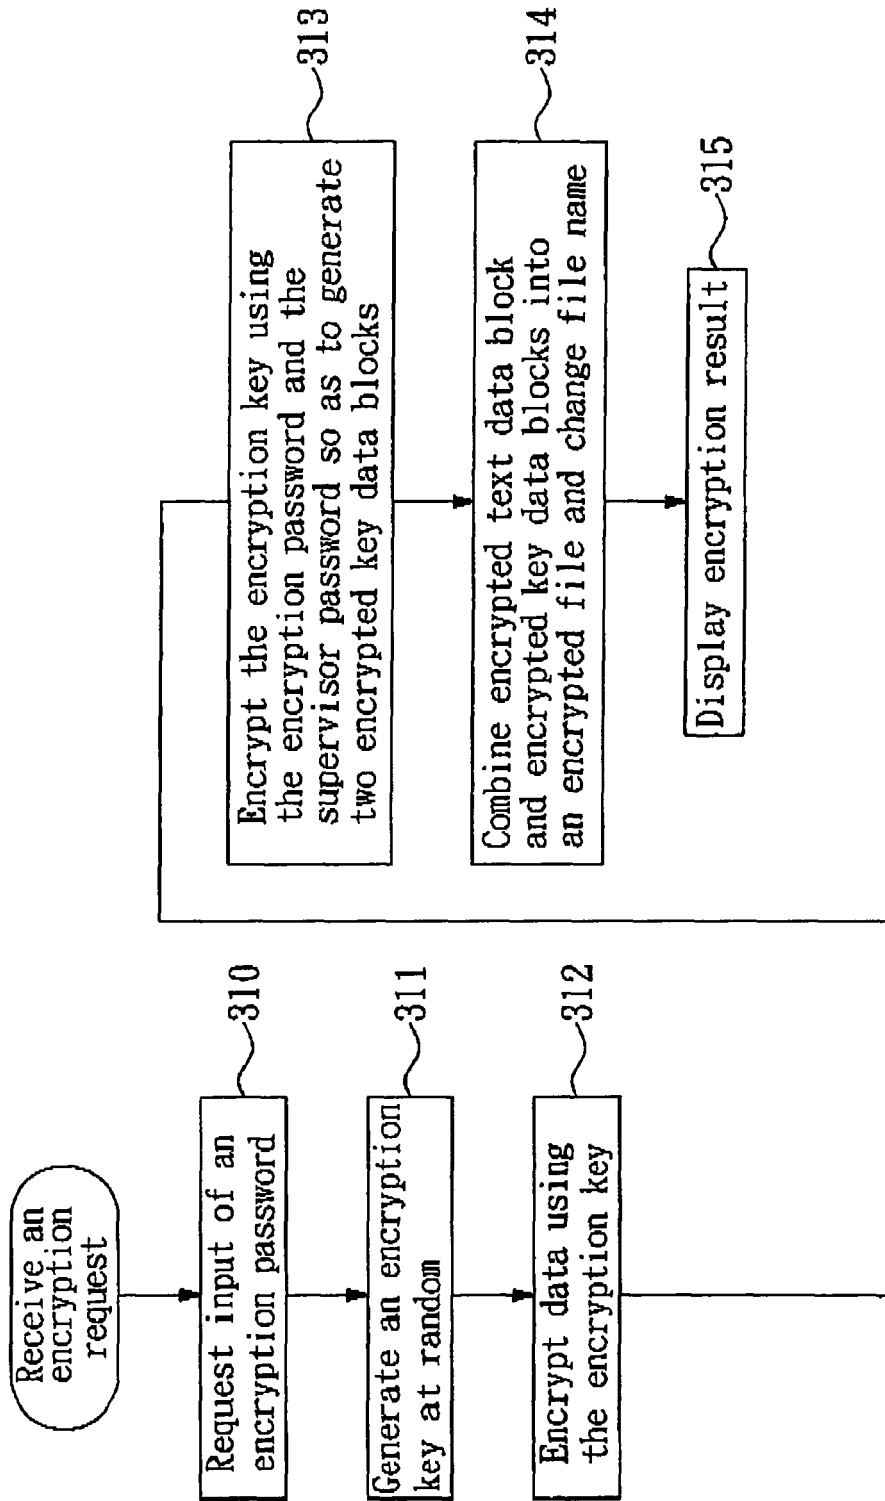 Receive an
encryption
request
Request input of an
encryption password
310
Generate an encryption
key at random
311
Encrypt data using
the encryption key
312
Encrypt the encryption key using
the encryption password and the
supervisor password so as to generate
two encrypted key data blocks
313
Combine encrypted text data block
and encrypted key data blocks into
an encrypted file and change file name
314
Display encryption result
315